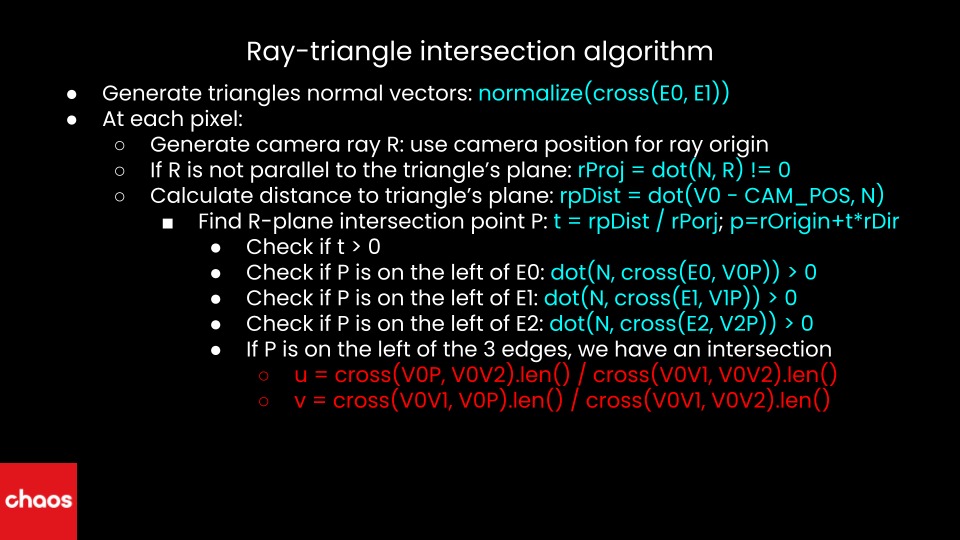 Ray-triangle intersection algorithm
● Generate triangles normal vectors: normalize(cross(E0, E1))
● At each pixel:
○ Generate camera ray R: use camera position for ray origin
○ If R is not parallel to the triangle's plane: rProj = dot(N, R) != 0
○ Calculate distance to triangle's plane: rpDist = dot(V0 - CAM_POS, N)
■ Find R-plane intersection point P: t = rpDist / rPorj; p=rOrigin+t*rDir
● Check if t > 0
● Check if P is on the left of E0: dot(N, cross(E0, V0P)) > 0
● Check if P is on the left of E1: dot(N, cross(E1, V1P)) > 0
● Check if P is on the left of E2: dot(N, cross(E2, V2P)) > 0
● If P is on the left of the 3 edges, we have an intersection
○ u = cross(V0P, V0V2).len() / cross(V0V1, V0V2).len()
○ v = cross(V0V1, V0P).len() / cross(V0V1, V0V2).len()
chaos